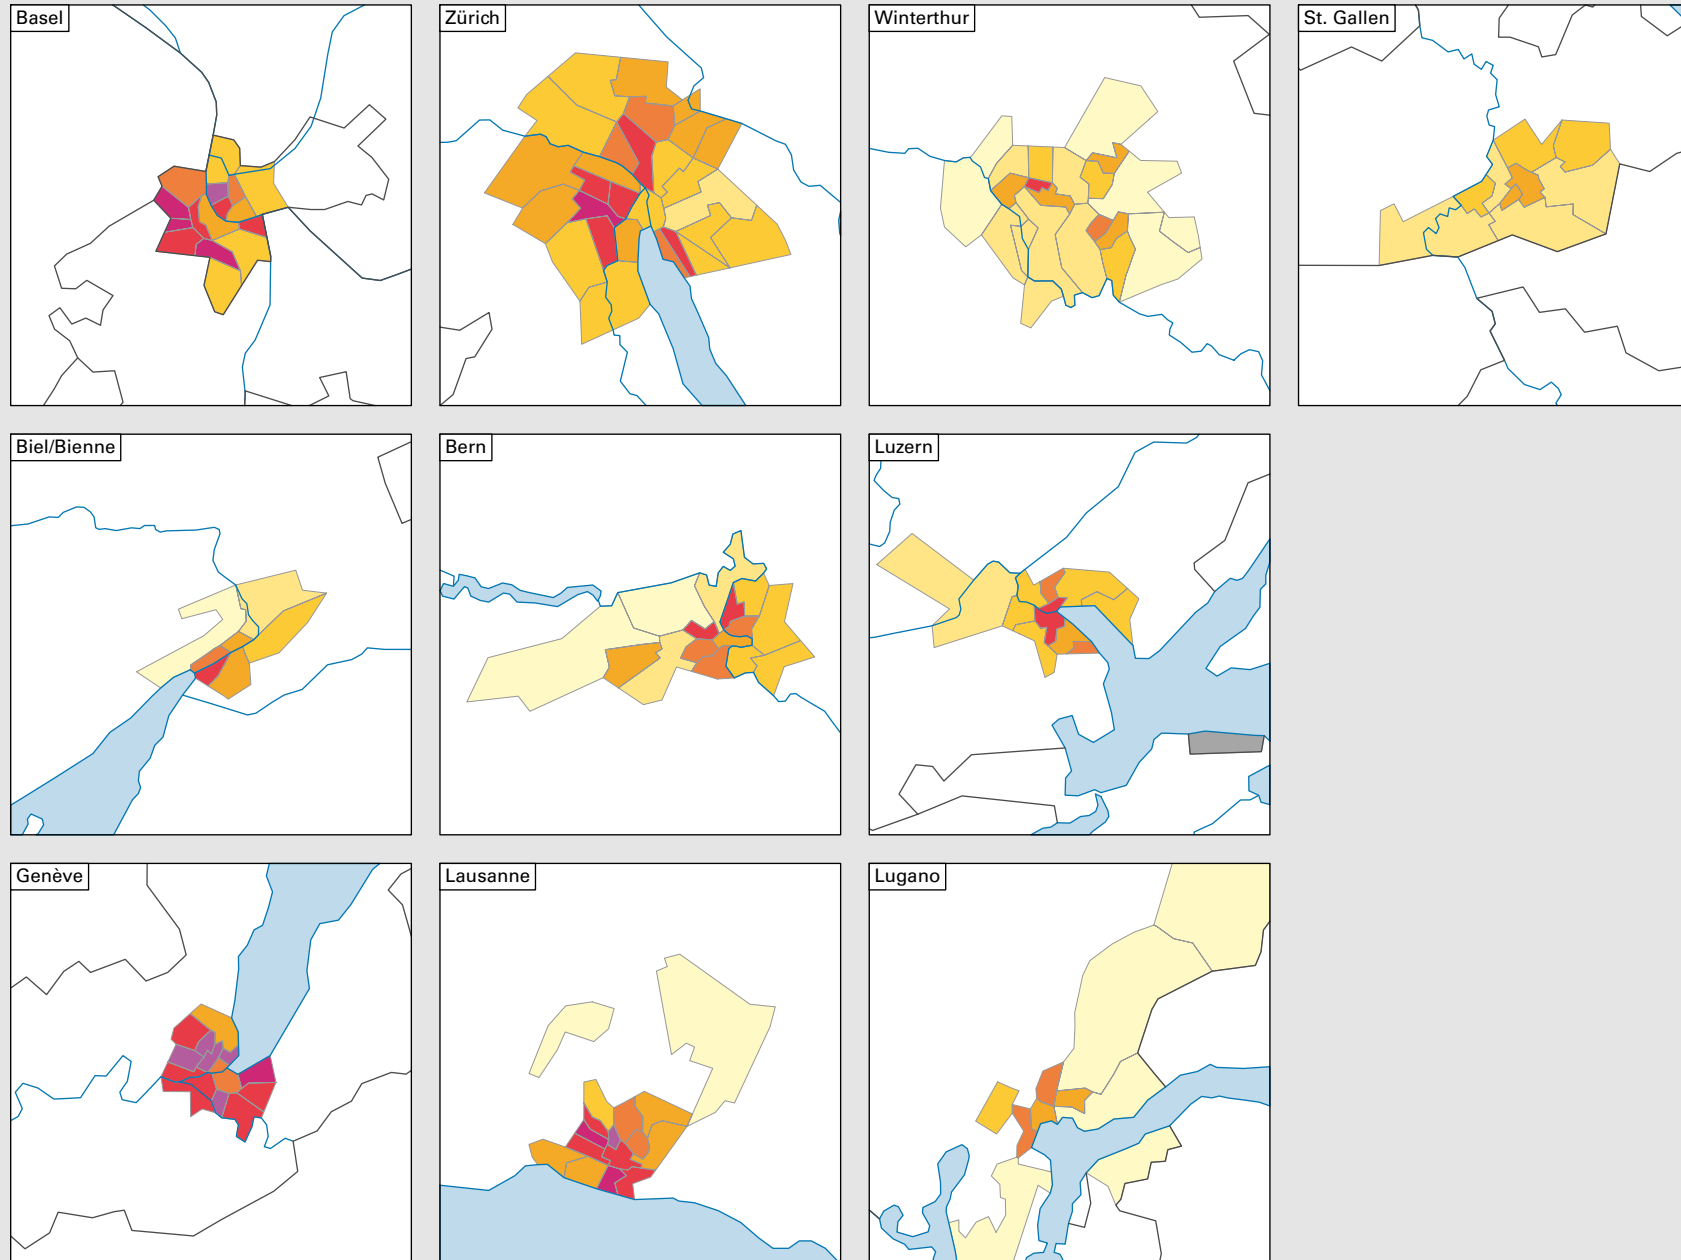 Basel
Zürich
Winterthur
St. Gallen
Biel/Bienne
Bern
Luzern
Genève
Lausanne
Lugano